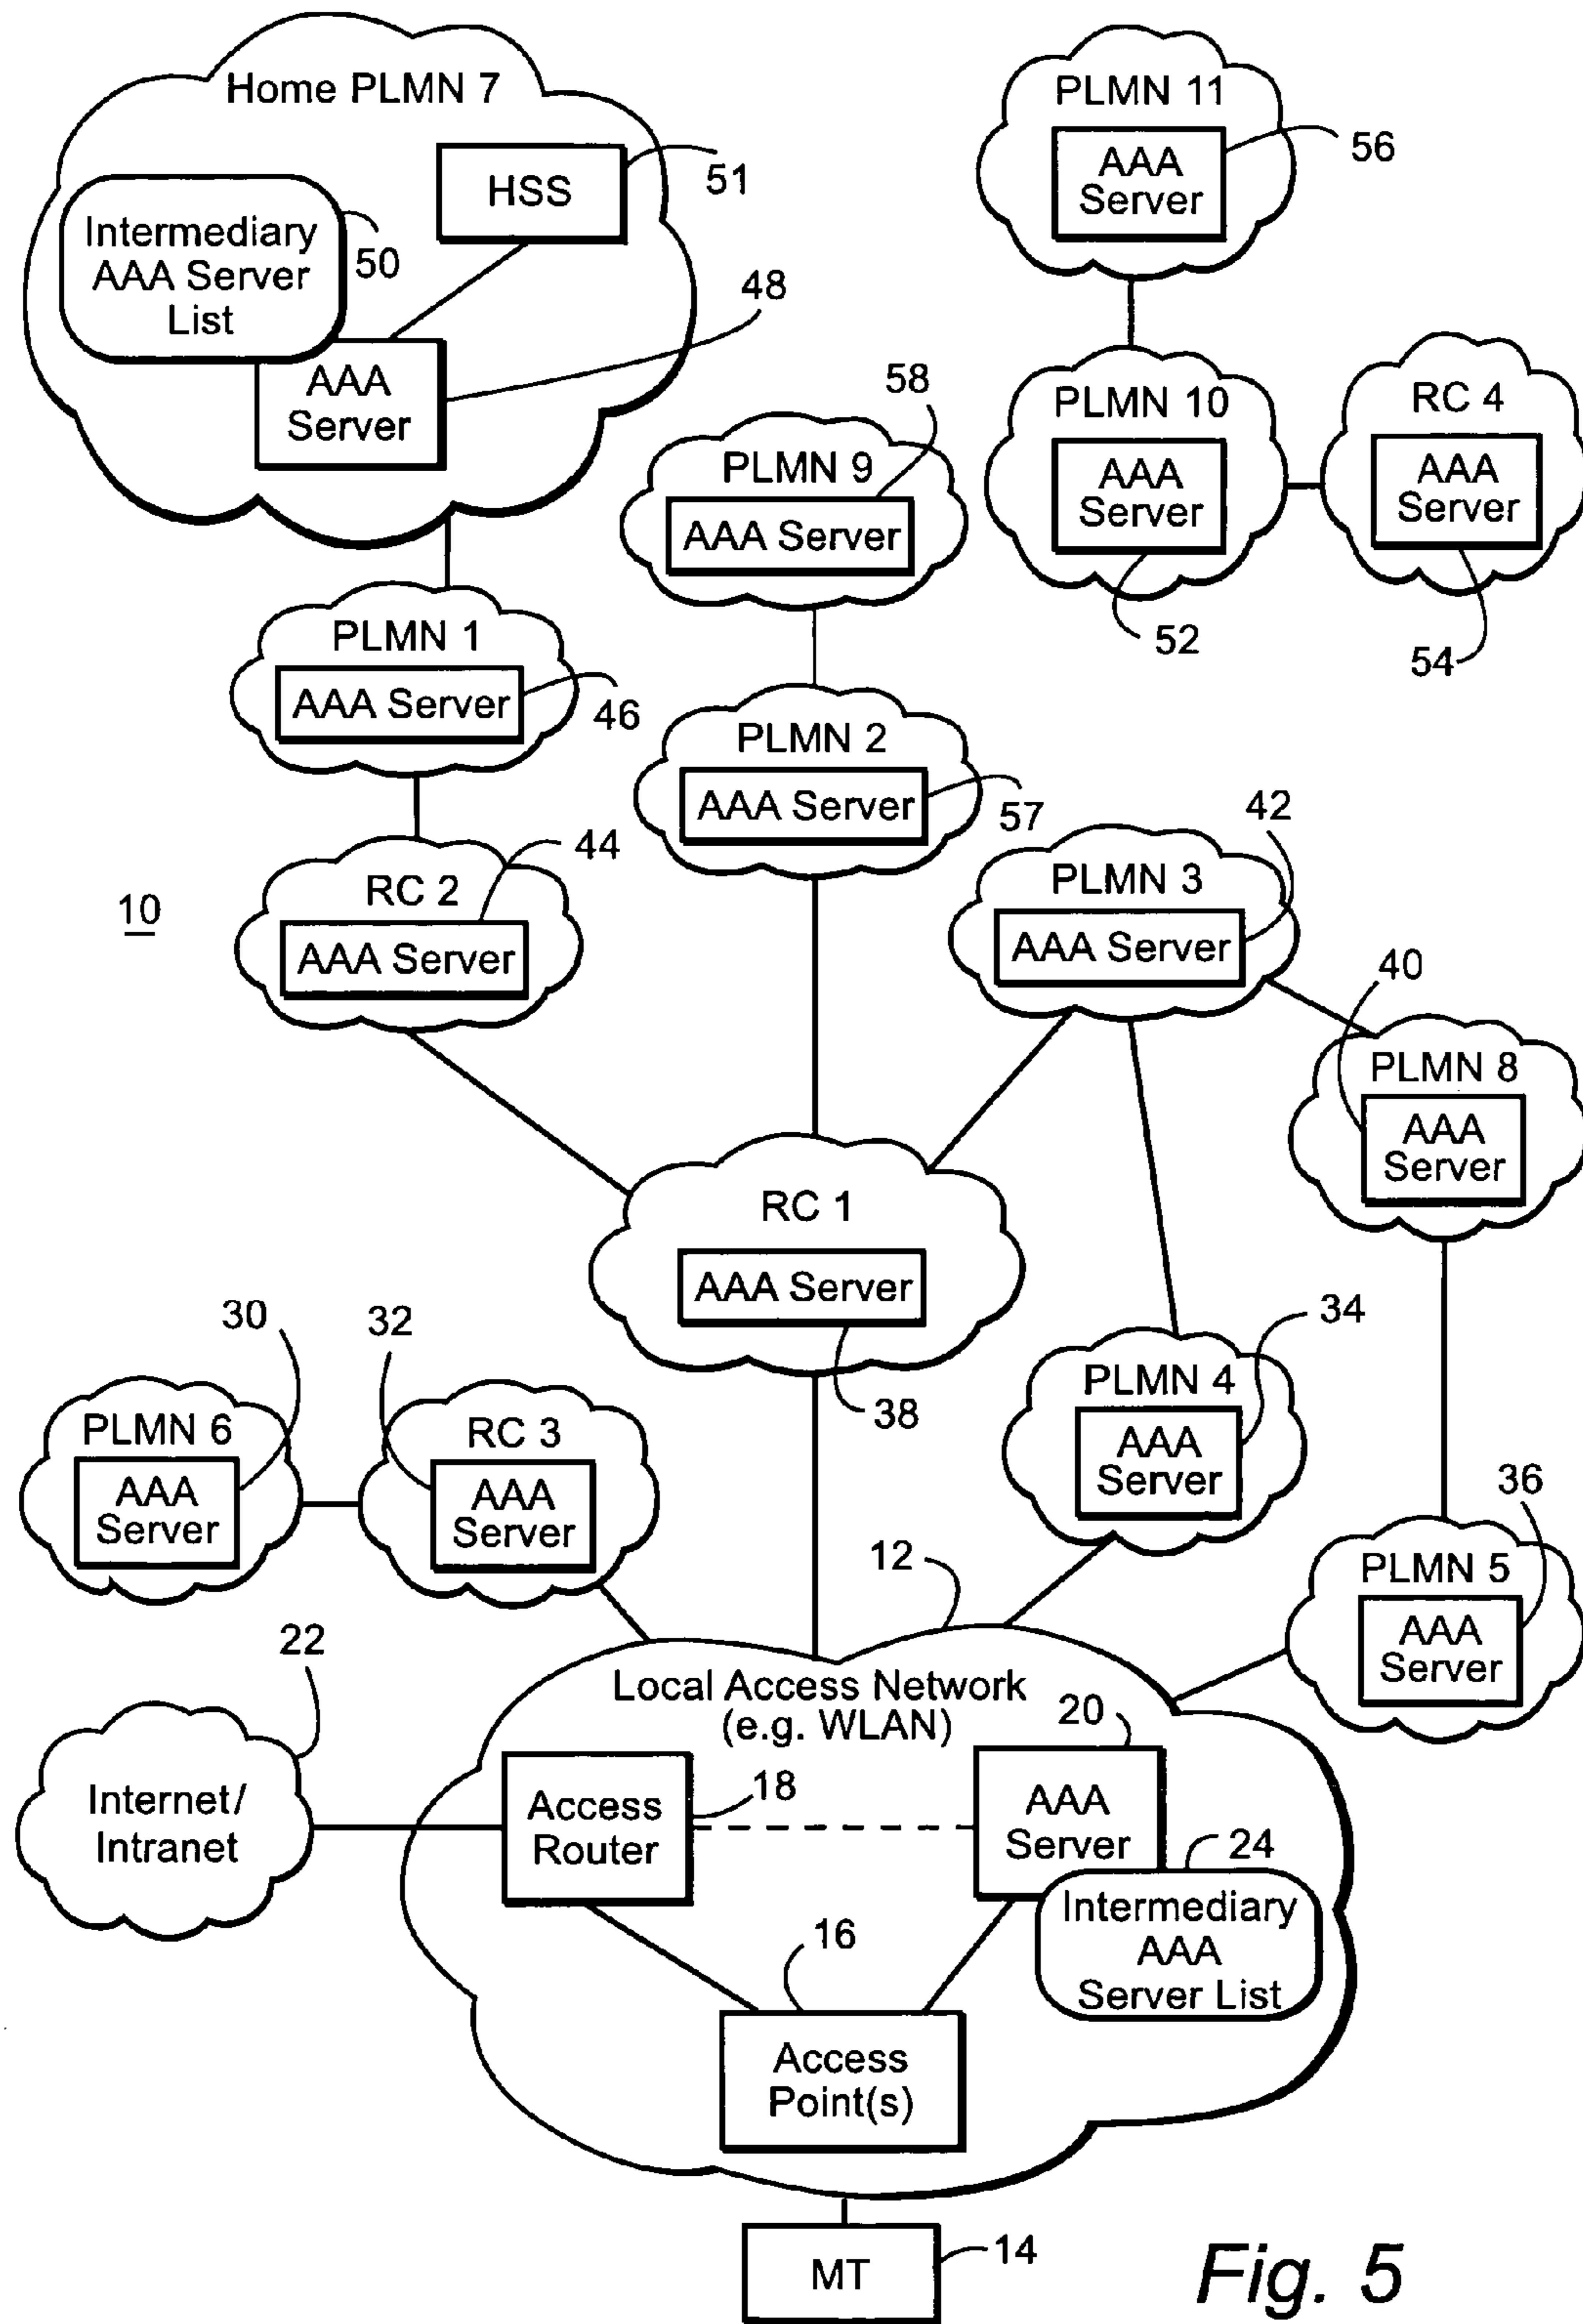 Home PLMN 7
HSS
51
Intermediary
AAA Server
List
50
AAA
Server
48
PLMN 11
AAA
Server
56
PLMN 10
AAA
Server
52
RC 4
AAA
Server
54
58
PLMN 9
AAA Server
PLMN 1
AAA Server
46
PLMN 2
AAA Server
57
44
RC 2
AAA Server
10
42
PLMN 3
AAA Server
40
PLMN 8
AAA
Server
RC 1
AAA Server
38
30
PLMN 6
AAA
Server
32
RC 3
AAA
Server
34
PLMN 4
AAA
Server
36
PLMN 5
AAA
Server
12
22
Internet/
Intranet
Local Access Network
(e.g. WLAN)
Access
Router
18
20
AAA
Server
24
Intermediary
AAA
Server List
16
Access
Point(s)
MT
14
Fig. 5